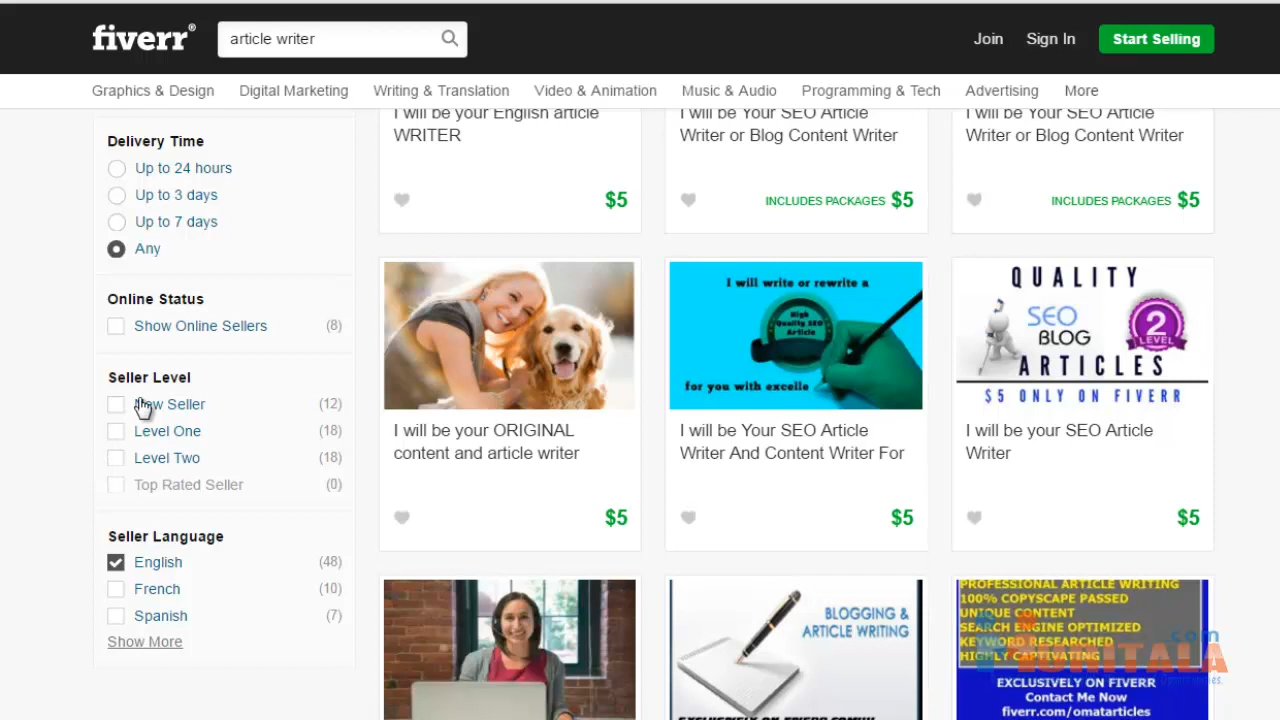 fiverr®
article writer
Join
Sign In
Start Selling
Graphics & Design
Digital Marketing
Writing & Translation
Video & Animation
Music & Audio
Programming & Tech
Advertising
More
Delivery Time
Up to 24 hours
Up to 3 days
Up to 7 days
Any
Online Status
Show Online Sellers (8)
Seller Level
Seller (12)
Level One (18)
Level Two (18)
Top Rated Seller (0)
Seller Language
English (48)
French (10)
Spanish (7)
Show More
I will be your English article
WRITER
$5
I will be Your SEO Article
Writer or Blog Content Writer
INCLUDES PACKAGES $5
I will be Your SEO Article
Writer or Blog Content Writer
INCLUDES PACKAGES $5
I will be your ORIGINAL
content and article writer
$5
I will write or rewrite a
High
Quality SEO
Article
for you with excelle
I will be Your SEO Article
Writer And Content Writer For
$5
QUALITY
SEO
BLOG
2
LEVEL
ARTICLES
$5 ONLY ON FIVERR
I will be your SEO Article
Writer
$5
BLOGGING &
ARTICLE WRITING
PROFESSIONAL ARTICLE WRITING
100% COPYSCAPE PASSED
UNIQUE CONTENT
SEARCH ENGINE OPTIMIZED
KEYWORD RESEARCHED
HIGHLY CAPTIVATING
.com
EXCLUSIVELY ON FIVERR
Contact Me Now
fiverr.com/omatarticles